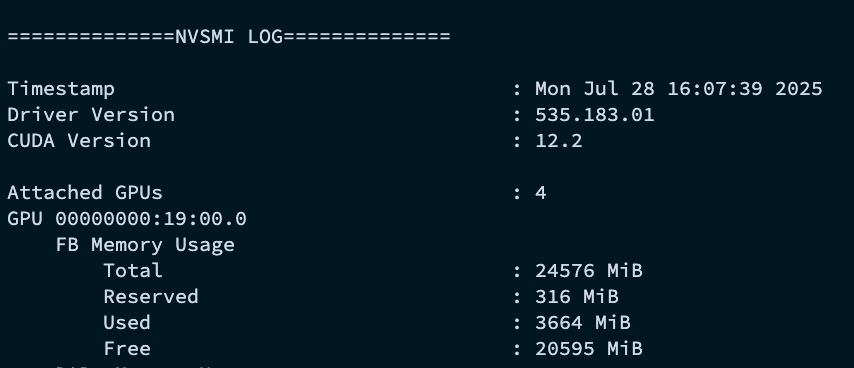 ==============NVSMI LOG==============
Timestamp : Mon Jul 28 16:07:39 2025
Driver Version : 535.183.01
CUDA Version : 12.2
Attached GPUs : 4
GPU 00000000:19:00.0
FB Memory Usage
Total : 24576 MiB
Reserved : 316 MiB
Used : 3664 MiB
Free : 20595 MiB